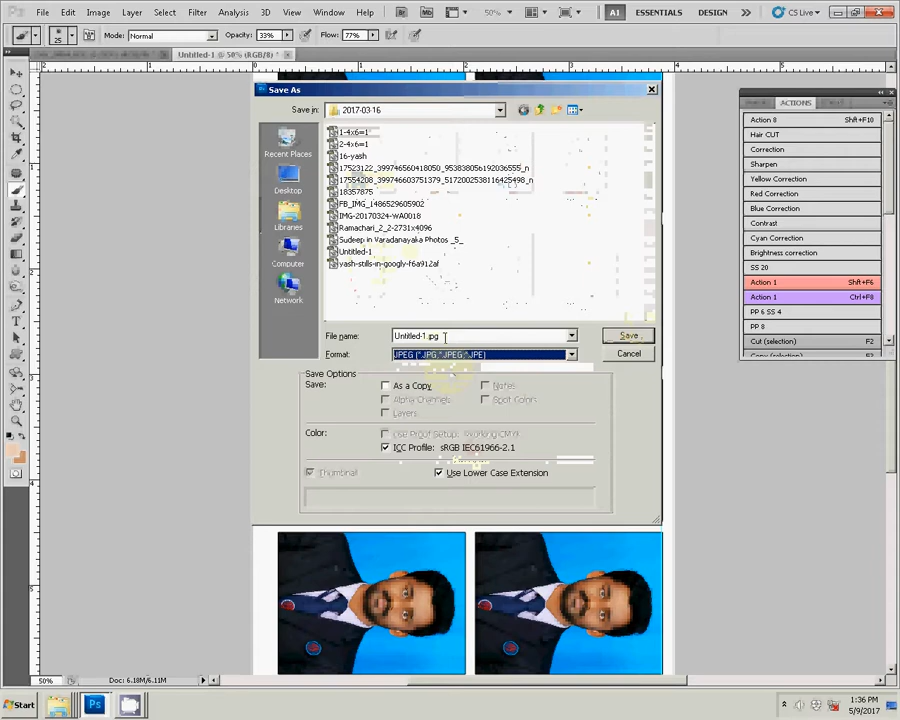 File Edit Image Layer Select Filter Analysis 3D View Window Help 50% ESSENTIALS DESIGN CS Live
25 Mode: Normal Opacity: 33% Flow: 77%
Untitled-1 @ 50% (RGB/8) *
Save As
Save in: 2017-03-16
Recent Places
Desktop
Libraries
Computer
Network
1-4x6=1
2-4x6=1
16-yash
17523122_399746560418050_95383805b192036555_n
17554208_399746603751379_5172002538116425498_n
18357875
FB_IMG_1486529605902
IMG-20170324-WA0018
Ramachari_2_2-2731x4096
Sudeep in Varadanayaka Photos _5_
Untitled-1
yash-stills-in-googly-f6a912af
File name: Untitled-1.jpg Save
Format: JPEG (*.JPG;*.JPEG;*.JPE) Cancel
Save Options
Save: As a Copy Notes
Alpha Channels Spot Colors
Layers
Color: Use Proof Setup: Working CMYK
ICC Profile: sRGB IEC61966-2.1
Thumbnail Use Lower Case Extension
ACTIONS
Action 8 Shft+F10
Hair CUT
Correction
Sharpen
Yellow Correction
Red Correction
Blue Correction
Contrast
Cyan Correction
Brightness correction
SS 20
Action 1 Shft+F6
Action 1 Ctrl+F8
PP 6 SS 4
PP 8
Cut (selection) F2
Copy (selection) F3
50% Doc: 6.18M/6.11M
Start Ps 1:36 PM
5/9/2017